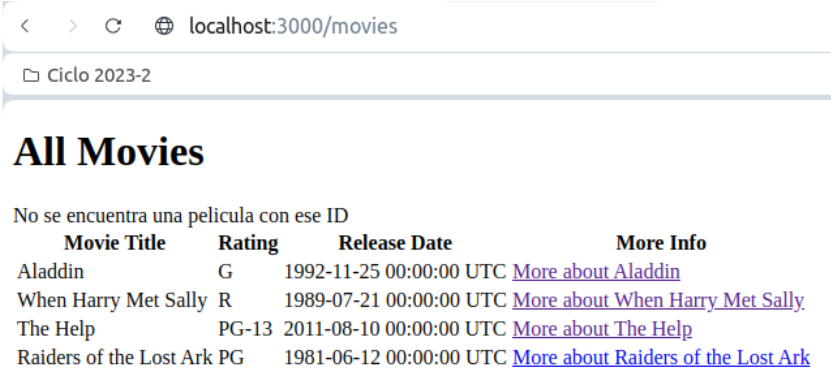 localhost:3000/movies
Ciclo 2023-2
All Movies
No se encuentra una pelicula con ese ID
Movie Title Rating Release Date More Info
Aladdin G 1992-11-25 00:00:00 UTC More about Aladdin
When Harry Met Sally R 1989-07-21 00:00:00 UTC More about When Harry Met Sally
The Help PG-13 2011-08-10 00:00:00 UTC More about The Help
Raiders of the Lost Ark PG 1981-06-12 00:00:00 UTC More about Raiders of the Lost Ark